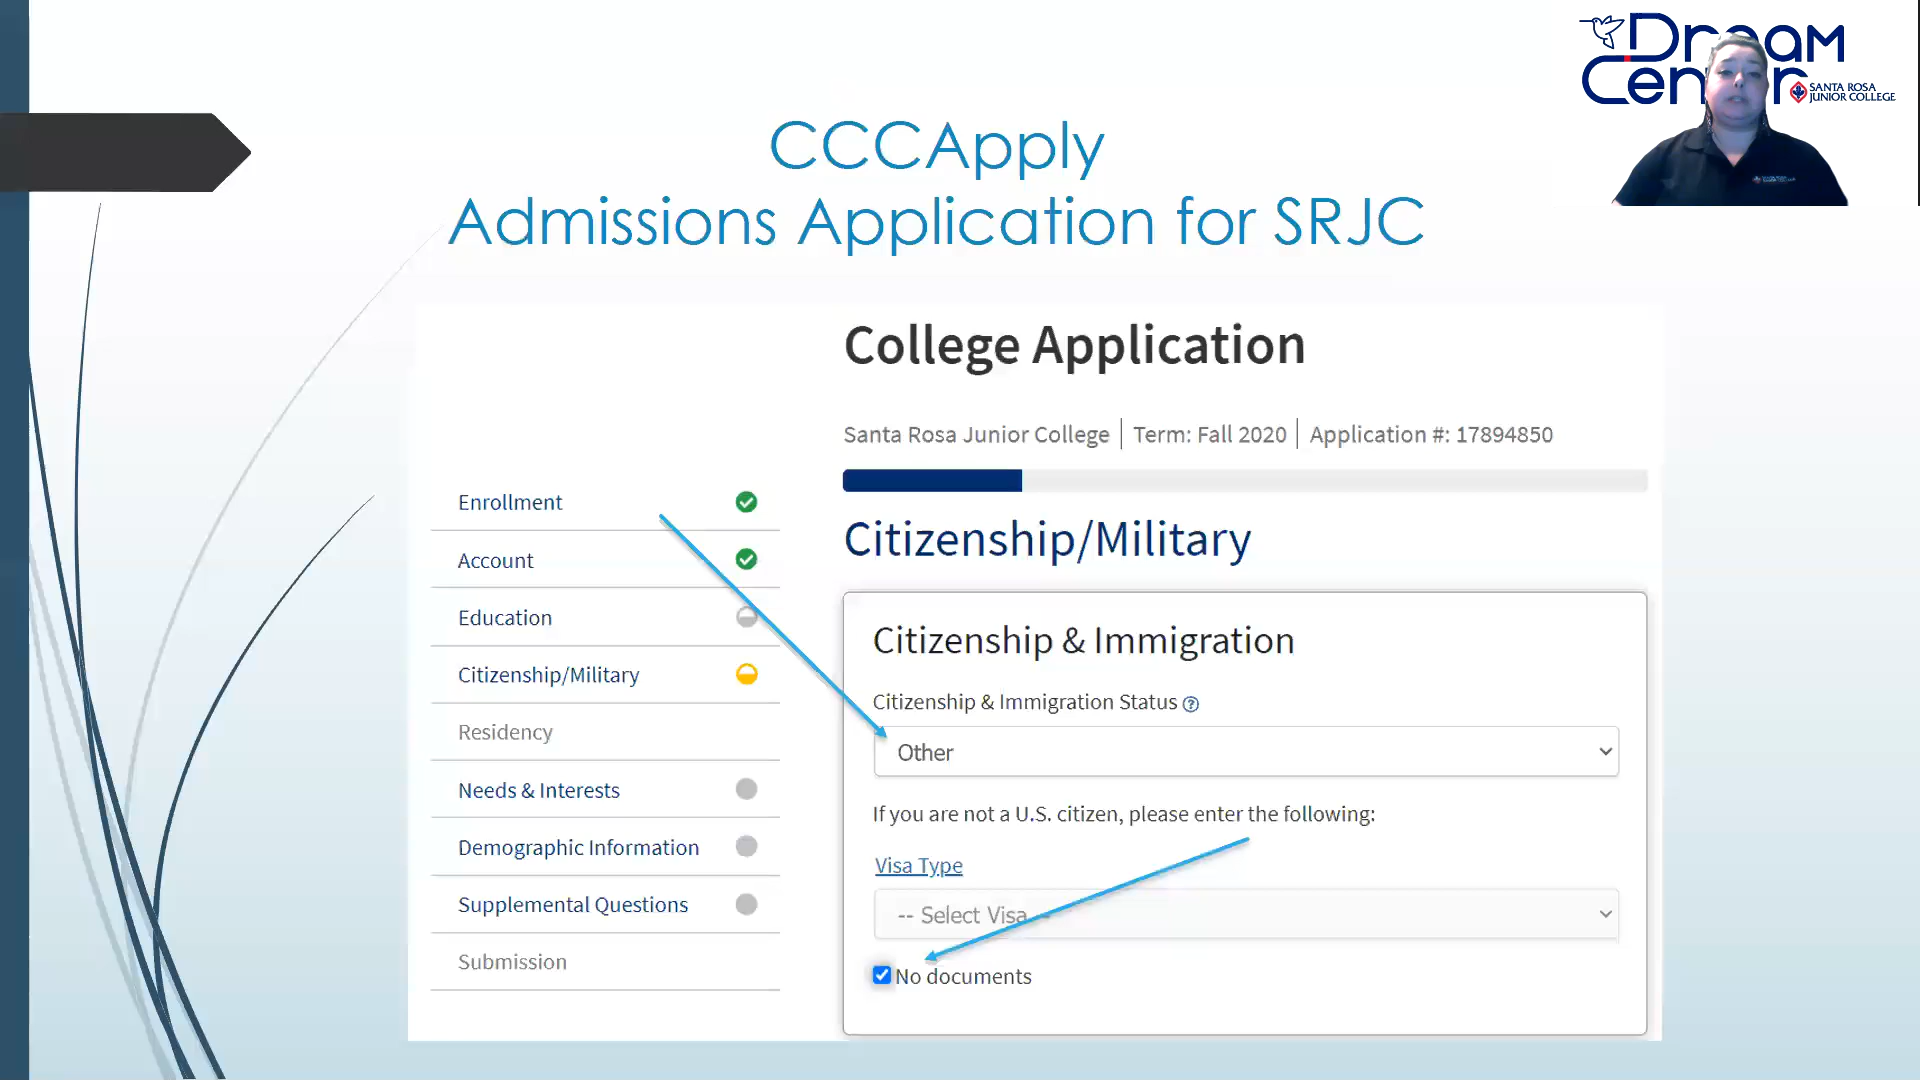 Dream
Center
SANTA ROSA
JUNIOR COLLEGE
CCCApply
Admissions Application for SRJC
College Application
Santa Rosa Junior College | Term: Fall 2020 | Application #: 17894850
Enrollment
Account
Education
Citizenship/Military
Residency
Needs & Interests
Demographic Information
Supplemental Questions
Submission
Citizenship/Military
Citizenship & Immigration
Citizenship & Immigration Status ?
Other
If you are not a U.S. citizen, please enter the following:
Visa Type
-- Select Visa --
No documents